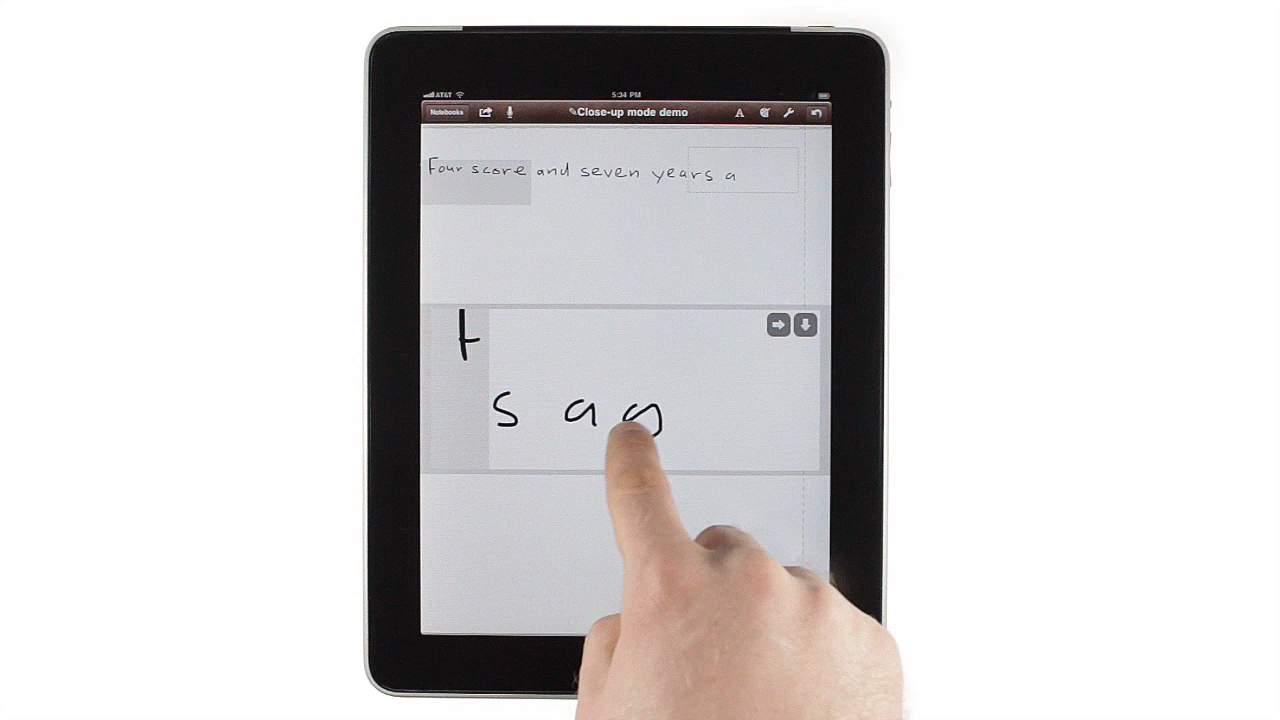 AT&T 5:34 PM
Notebooks Close-up mode demo A
Four score and seven years a
F
s ag